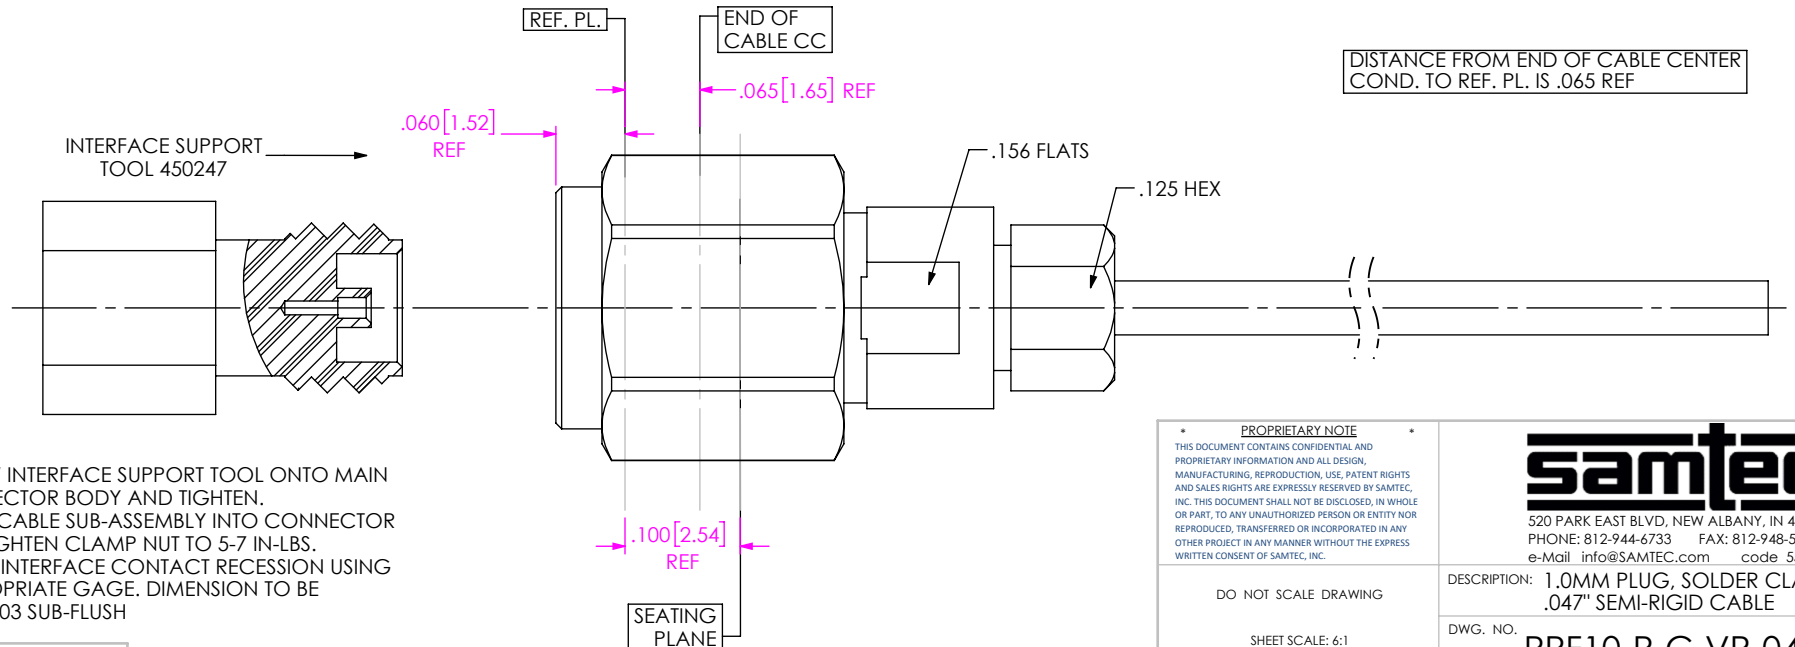 REF. PL.
END OF
CABLE CC
DISTANCE FROM END OF CABLE CENTER
COND. TO REF. PL. IS .065 REF
.065[1.65] REF
.060[1.52]
REF
INTERFACE SUPPORT
TOOL 450247
.156 FLATS
.125 HEX
INTERFACE SUPPORT TOOL ONTO MAIN
ECTOR BODY AND TIGHTEN.
CABLE SUB-ASSEMBLY INTO CONNECTOR
GHTEN CLAMP NUT TO 5-7 IN-LBS.
INTERFACE CONTACT RECESSION USING
OPRIATE GAGE. DIMENSION TO BE
03 SUB-FLUSH
.100[2.54]
REF
SEATING
PLANE
* PROPRIETARY NOTE *
THIS DOCUMENT CONTAINS CONFIDENTIAL AND
PROPRIETARY INFORMATION AND ALL DESIGN,
MANUFACTURING, REPRODUCTION, USE, PATENT RIGHTS
AND SALES RIGHTS ARE EXPRESSLY RESERVED BY SAMTEC,
INC. THIS DOCUMENT SHALL NOT BE DISCLOSED, IN WHOLE
OR PART, TO ANY UNAUTHORIZED PERSON OR ENTITY NOR
REPRODUCED, TRANSFERRED OR INCORPORATED IN ANY
OTHER PROJECT IN ANY MANNER WITHOUT THE EXPRESS
WRITTEN CONSENT OF SAMTEC, INC.
DO NOT SCALE DRAWING
SHEET SCALE: 6:1
samtec
520 PARK EAST BLVD, NEW ALBANY, IN 4
PHONE: 812-944-6733 FAX: 812-948-5
e-Mail info@SAMTEC.com code 5
DESCRIPTION: 1.0MM PLUG, SOLDER CLA
.047" SEMI-RIGID CABLE
DWG. NO.